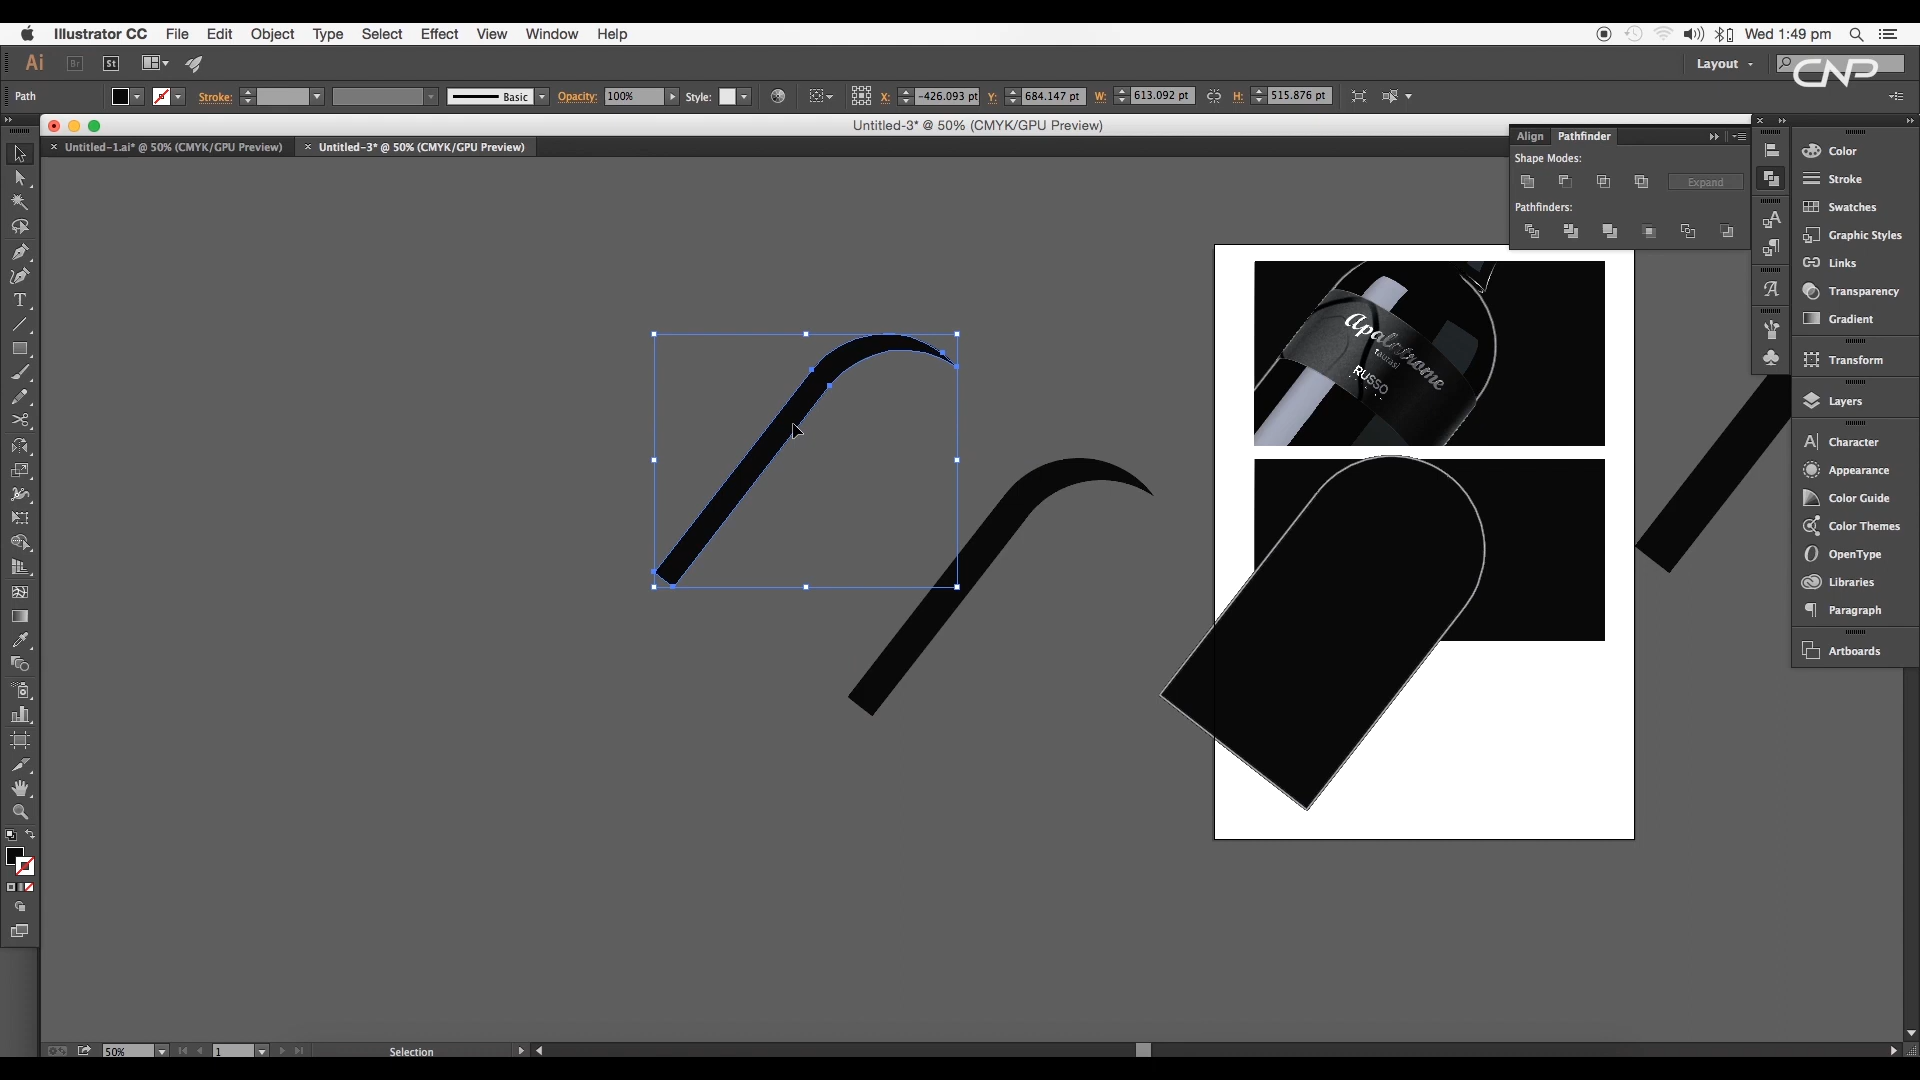 Illustrator CC File Edit Object Type Select Effect View Window Help
Wed 1:49 pm
Ai Br St
Layout
CNP
Path
Stroke:
Basic
Opacity: 100%
Style:
X: -426.093 pt
Y: 684.147 pt
W: 613.092 pt
H: 515.876 pt
Untitled-3* @ 50% (CMYK/GPU Preview)
× Untitled-1.ai* @ 50% (CMYK/GPU Preview)
× Untitled-3* @ 50% (CMYK/GPU Preview)
Align Pathfinder
Shape Modes:
Expand
Pathfinders:
Color
Stroke
Swatches
Graphic Styles
Links
Transparency
Gradient
Transform
Layers
Character
Appearance
Color Guide
Color Themes
OpenType
Libraries
Paragraph
Artboards
taurasi
RUSSO
50%
1
Selection